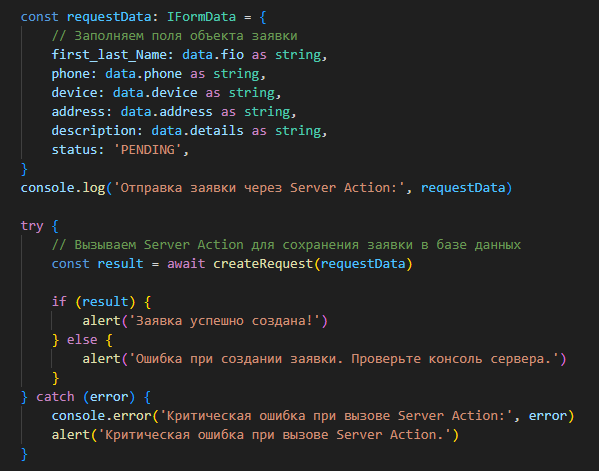 const requestData: IFormData = {
// Заполняем поля объекта заявки
first_last_Name: data.fio as string,
phone: data.phone as string,
device: data.device as string,
address: data.address as string,
description: data.details as string,
status: 'PENDING',
}
console.log('Отправка заявки через Server Action:', requestData)
try {
// Вызываем Server Action для сохранения заявки в базе данных
const result = await createRequest(requestData)
if (result) {
alert('Заявка успешно создана!')
} else {
alert('Ошибка при создании заявки. Проверьте консоль сервера.')
}
} catch (error) {
console.error('Критическая ошибка при вызове Server Action:', error)
alert('Критическая ошибка при вызове Server Action.')
}